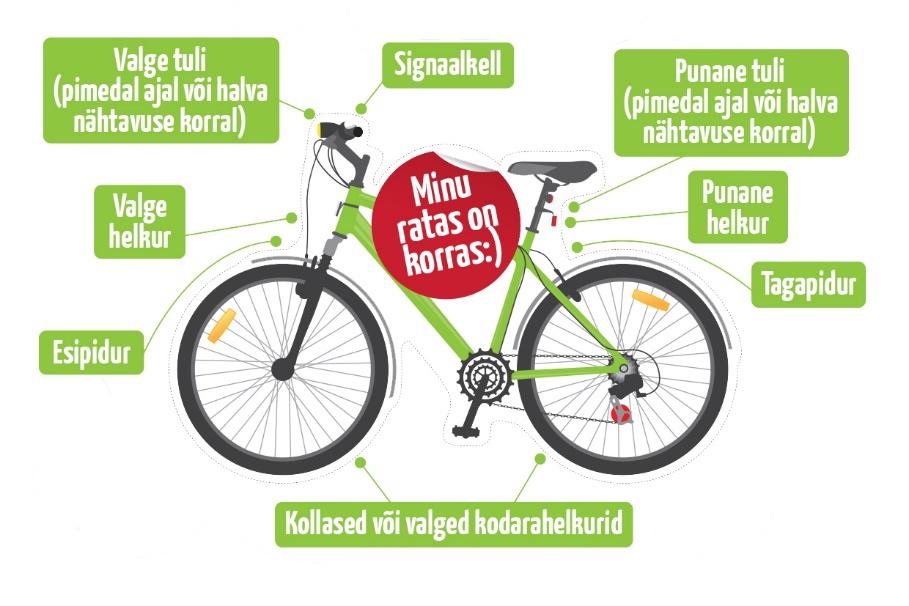 Valge tuli
(pimedal ajal või halva
nähtavuse korral)
Signaalkell
Punane tuli
(pimedal ajal või halva
nähtavuse korral)
Valge
helkur
Minu
ratas on
korras:)
Punane
helkur
Tagapidur
Esipidur
Kollased või valged kodarahelkurid